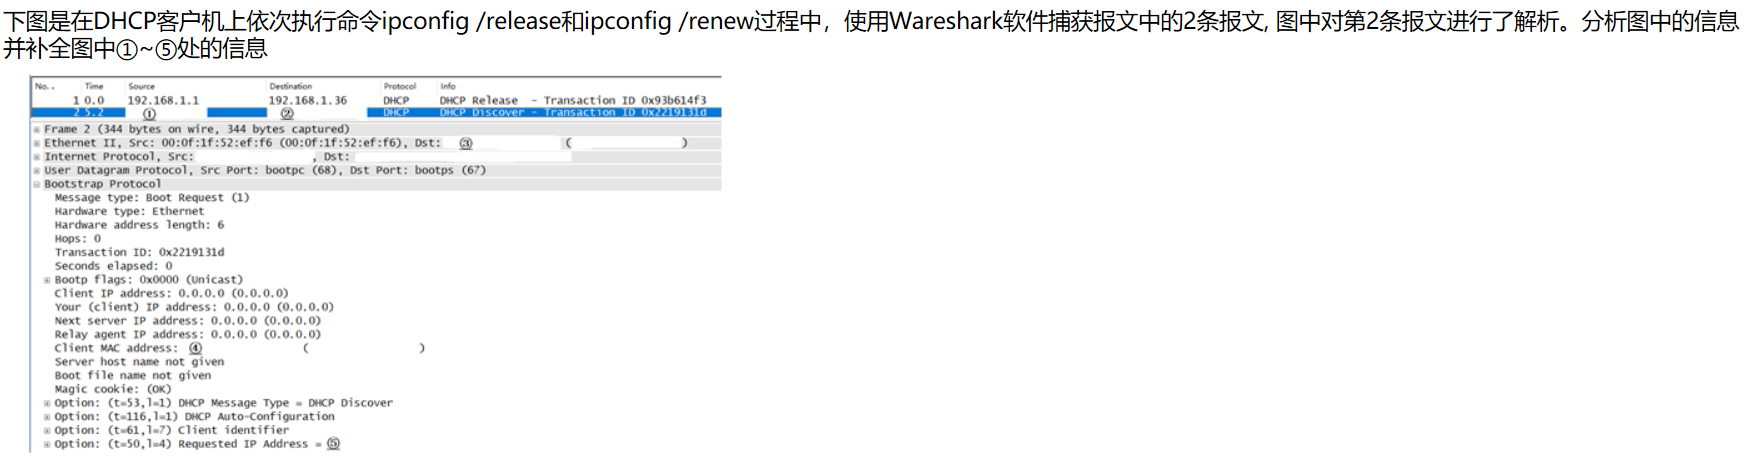 下图是在DHCP客户机上依次执行命令ipconfig /release和ipconfig /renew过程中，使用Wareshark软件捕获报文中的2条报文, 图中对第2条报文进行了解析。分析图中的信息
并补全图中①~⑤处的信息
No. . Time Source Destination Protocol Info
1 0.0 192.168.1.1 192.168.1.36 DHCP DHCP Release - Transaction ID 0x93b614f3
2 5.2 ① ② DHCP DHCP Discover - Transaction ID 0x2219131d
Frame 2 (344 bytes on wire, 344 bytes captured)
Ethernet II, Src: 00:0f:1f:52:ef:f6 (00:0f:1f:52:ef:f6), Dst: ③ ( )
Internet Protocol, Src: , Dst:
User Datagram Protocol, Src Port: bootpc (68), Dst Port: bootps (67)
Bootstrap Protocol
Message type: Boot Request (1)
Hardware type: Ethernet
Hardware address length: 6
Hops: 0
Transaction ID: 0x2219131d
Seconds elapsed: 0
Bootp flags: 0x0000 (Unicast)
Client IP address: 0.0.0.0 (0.0.0.0)
Your (client) IP address: 0.0.0.0 (0.0.0.0)
Next server IP address: 0.0.0.0 (0.0.0.0)
Relay agent IP address: 0.0.0.0 (0.0.0.0)
Client MAC address: ④ ( )
Server host name not given
Boot file name not given
Magic cookie: (OK)
Option: (t=53,l=1) DHCP Message Type = DHCP Discover
Option: (t=116,l=1) DHCP Auto-Configuration
Option: (t=61,l=7) Client identifier
Option: (t=50,l=4) Requested IP Address = ⑤